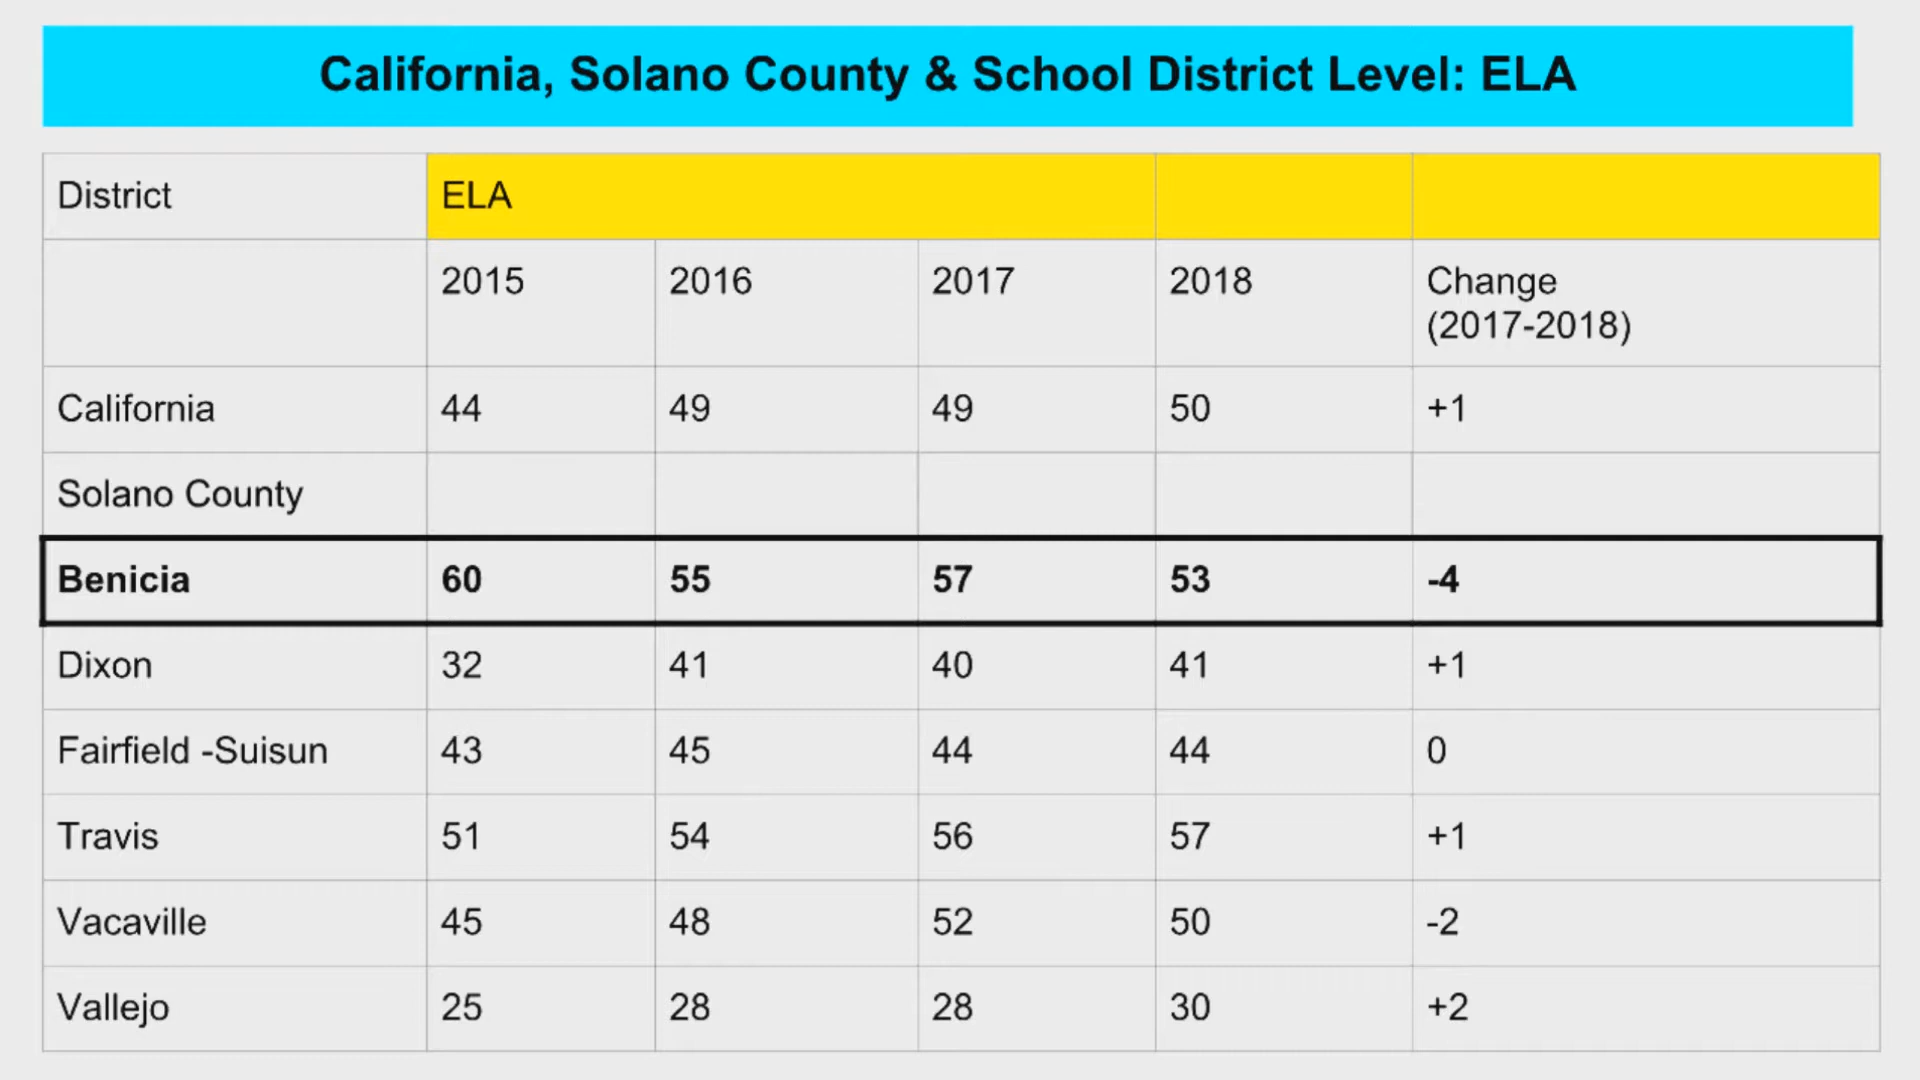 California, Solano County & School District Level: ELA
District ELA
2015 2016 2017 2018 Change
(2017-2018)
California 44 49 49 50 +1
Solano County
Benicia 60 55 57 53 -4
Dixon 32 41 40 41 +1
Fairfield -Suisun 43 45 44 44 0
Travis 51 54 56 57 +1
Vacaville 45 48 52 50 -2
Vallejo 25 28 28 30 +2